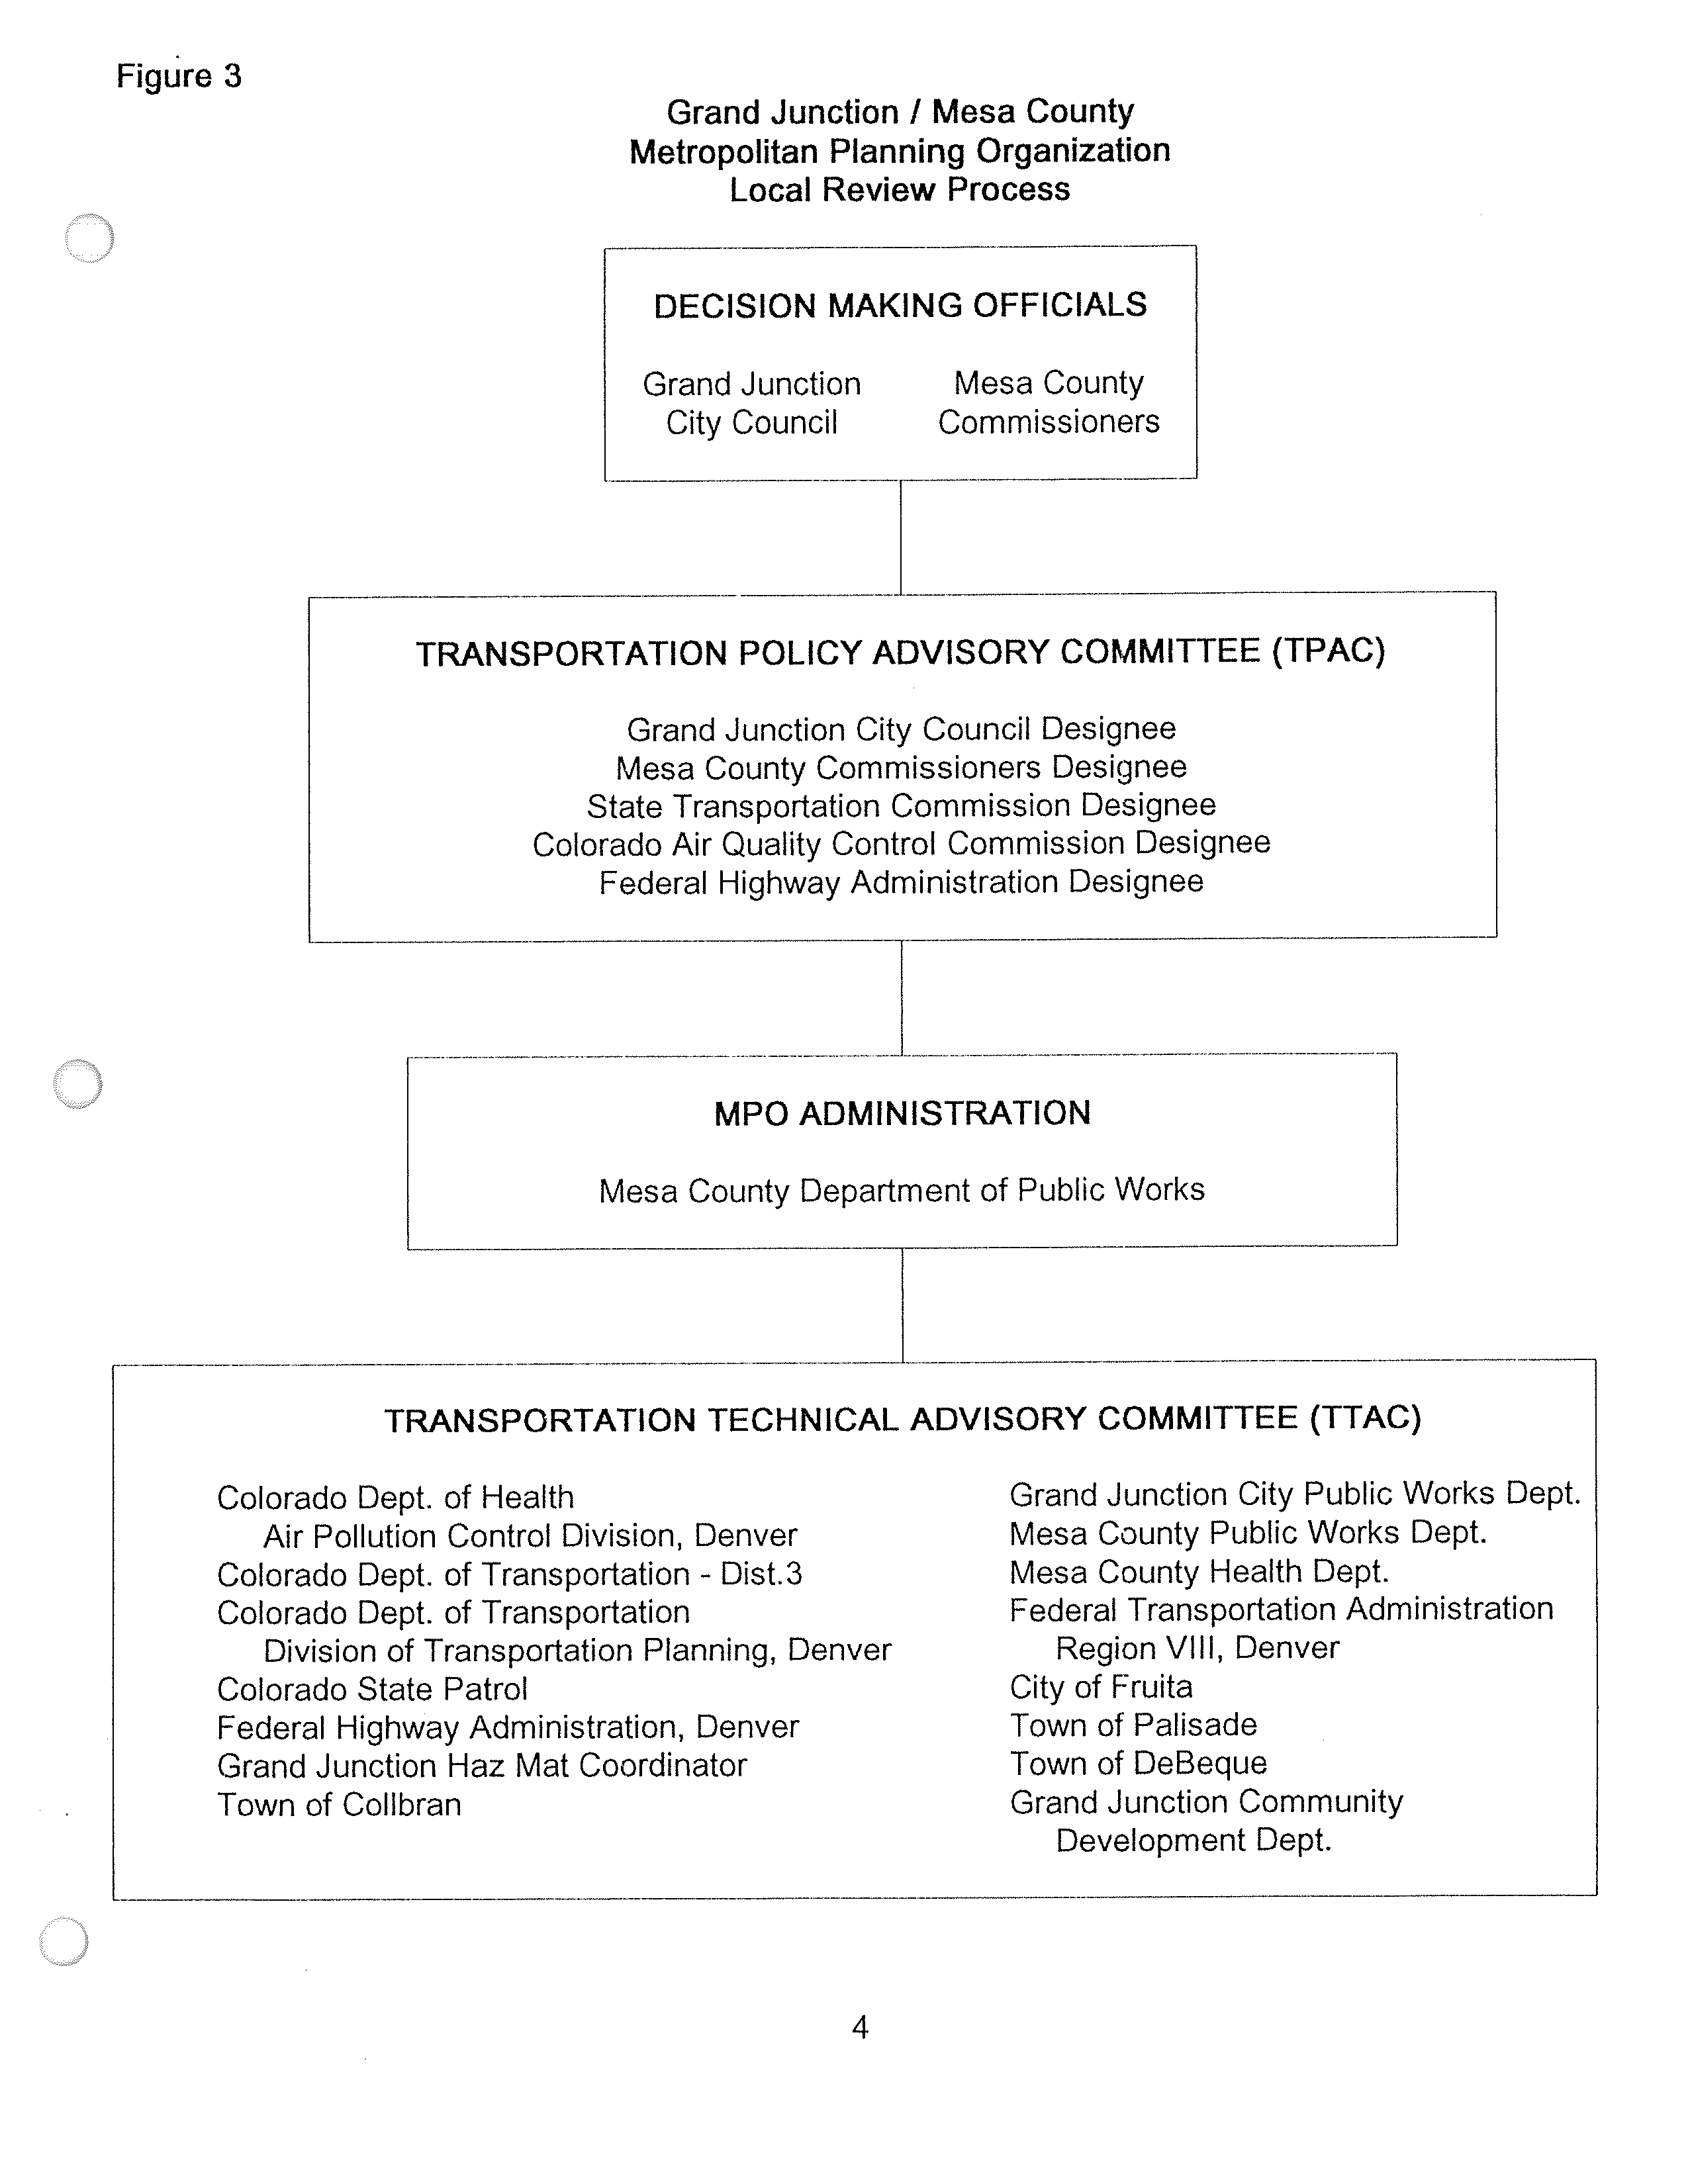 Figure 3
Grand Junction / Mesa County
Metropolitan Planning Organization
Local Review Process
DECISION MAKING OFFICIALS
Grand Junction Mesa County
City Council Commissioners
TRANSPORTATION POLICY ADVISORY COMMITTEE (TPAC)
Grand Junction City Council Designee
Mesa County Commissioners Designee
State Transportation Commission Designee
Colorado Air Quality Control Commission Designee
Federal Highway Administration Designee
MPO ADMINISTRATION
Mesa County Department of Public Works
TRANSPORTATION TECHNICAL ADVISORY COMMITTEE (TTAC)
Colorado Dept. of Health
Air Pollution Control Division, Denver
Colorado Dept. of Transportation - Dist.3
Colorado Dept. of Transportation
Division of Transportation Planning, Denver
Colorado State Patrol
Federal Highway Administration, Denver
Grand Junction Haz Mat Coordinator
Town of Collbran
Grand Junction City Public Works Dept.
Mesa County Public Works Dept.
Mesa County Health Dept.
Federal Transportation Administration
Region VIII, Denver
City of Fruita
Town of Palisade
Town of DeBeque
Grand Junction Community
Development Dept.
4